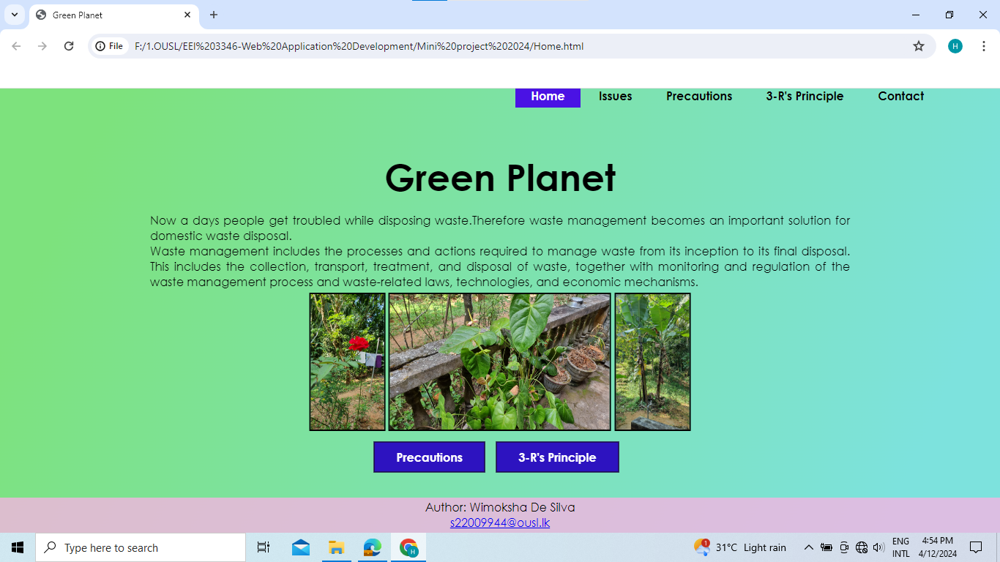 Green Planet
File F:/1.OUSL/EEI%203346-Web%20Application%20Development/Mini%20project%202024/Home.html
H
Home Issues Precautions 3-R's Principle Contact
Green Planet
Now a days people get troubled while disposing waste.Therefore waste management becomes an important solution for
domestic waste disposal.
Waste management includes the processes and actions required to manage waste from its inception to its final disposal.
This includes the collection, transport, treatment, and disposal of waste, together with monitoring and regulation of the
waste management process and waste-related laws, technologies, and economic mechanisms.
Precautions 3-R's Principle
Author: Wimoksha De Silva
s22009944@ousl.lk
Type here to search
H
1
31°C Light rain
ENG
INTL
4:54 PM
4/12/2024